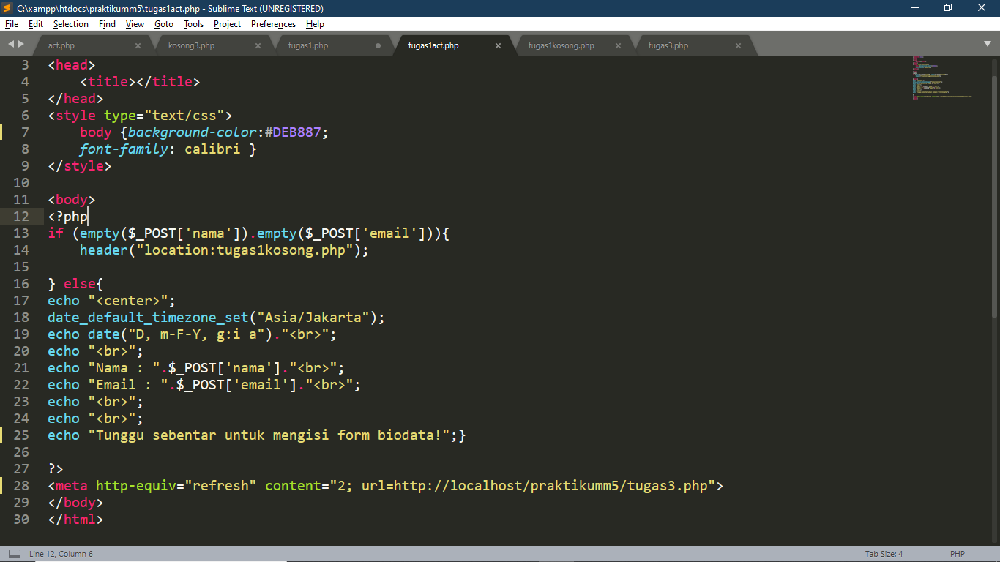 C:\xampp\htdocs\praktikumm5\tugas1act.php - Sublime Text (UNREGISTERED)
File Edit Selection Find View Goto Tools Project Preferences Help
act.php kosong3.php tugas1.php tugas1act.php tugas1kosong.php tugas3.php
3 <head>
4     <title></title>
5 </head>
6 <style type="text/css">
7     body {background-color:#DEB887;
8     font-family: calibri }
9 </style>
10
11 <body>
12 <?php
13 if (empty($_POST['nama']).empty($_POST['email'])){
14     header("location:tugas1kosong.php");
15
16 } else{
17 echo "<center>";
18 date_default_timezone_set("Asia/Jakarta");
19 echo date("D, m-F-Y, g:i a")."<br>";
20 echo "<br>";
21 echo "Nama : ".$_POST['nama']."<br>";
22 echo "Email : ".$_POST['email']."<br>";
23 echo "<br>";
24 echo "<br>";
25 echo "Tunggu sebentar untuk mengisi form biodata!";}
26
27 ?>
28 <meta http-equiv="refresh" content="2; url=http://localhost/praktikumm5/tugas3.php">
29 </body>
30 </html>
Line 12, Column 6 Tab Size: 4 PHP